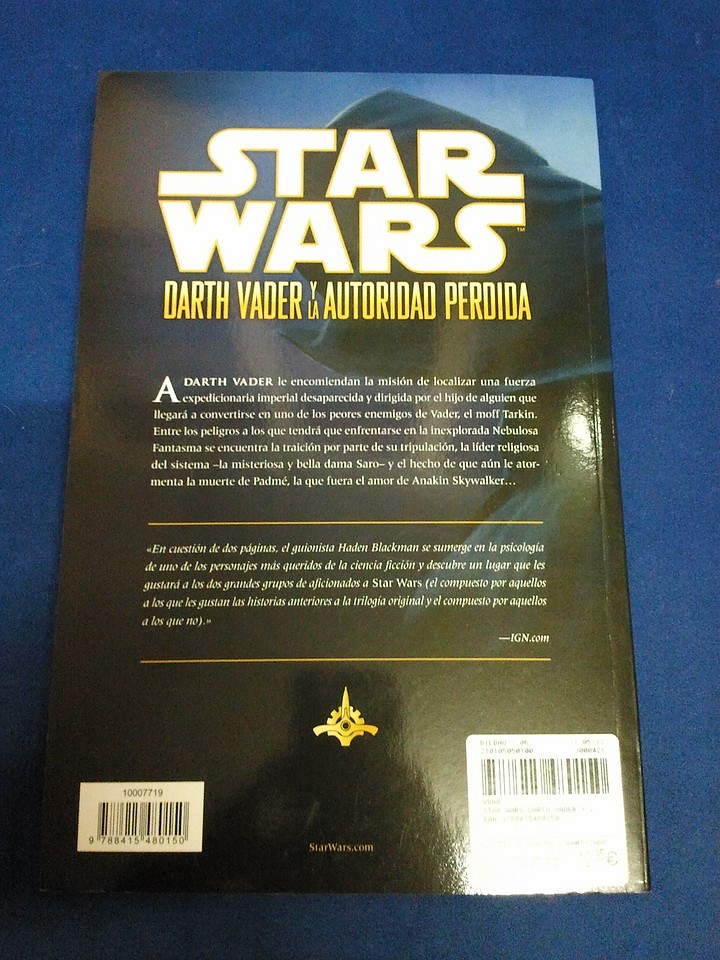 STAR
WARS™
DARTH VADER Y LA AUTORIDAD PERDIDA
A DARTH VADER le encomiendan la misión de localizar una fuerza
expedicionaria imperial desaparecida y dirigida por el hijo de alguien que
llegará a convertirse en uno de los peores enemigos de Vader, el moff Tarkin.
Entre los peligros a los que tendrá que enfrentarse en la inexplorada Nebulosa
Fantasma se encuentra la traición por parte de su tripulación, la líder religiosa
del sistema –la misteriosa y bella dama Saro– y el hecho de que aún le ator-
menta la muerte de Padmé, la que fuera el amor de Anakin Skywalker…
«En cuestión de dos páginas, el guionista Haden Blackman se sumerge en la psicología
de uno de los personajes más queridos de la ciencia ficción y descubre un lugar que les
gustará a los dos grandes grupos de aficionados a Star Wars (el compuesto por aquellos
a los que les gustan las historias anteriores a la trilogía original y el compuesto por aquellos
a los que no).»
—IGN.com
10007719
9 788415 480150
StarWars.com
BILBAO 06
210105050100
STAR WARS DARTH VADER